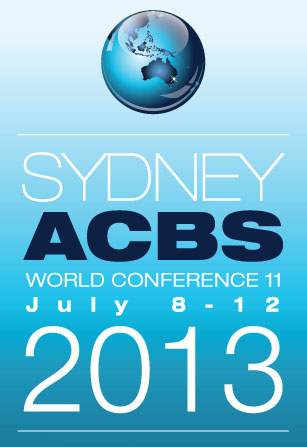 SYDNEY
ACBS
WORLD CONFERENCE 11
July 8-12
2013